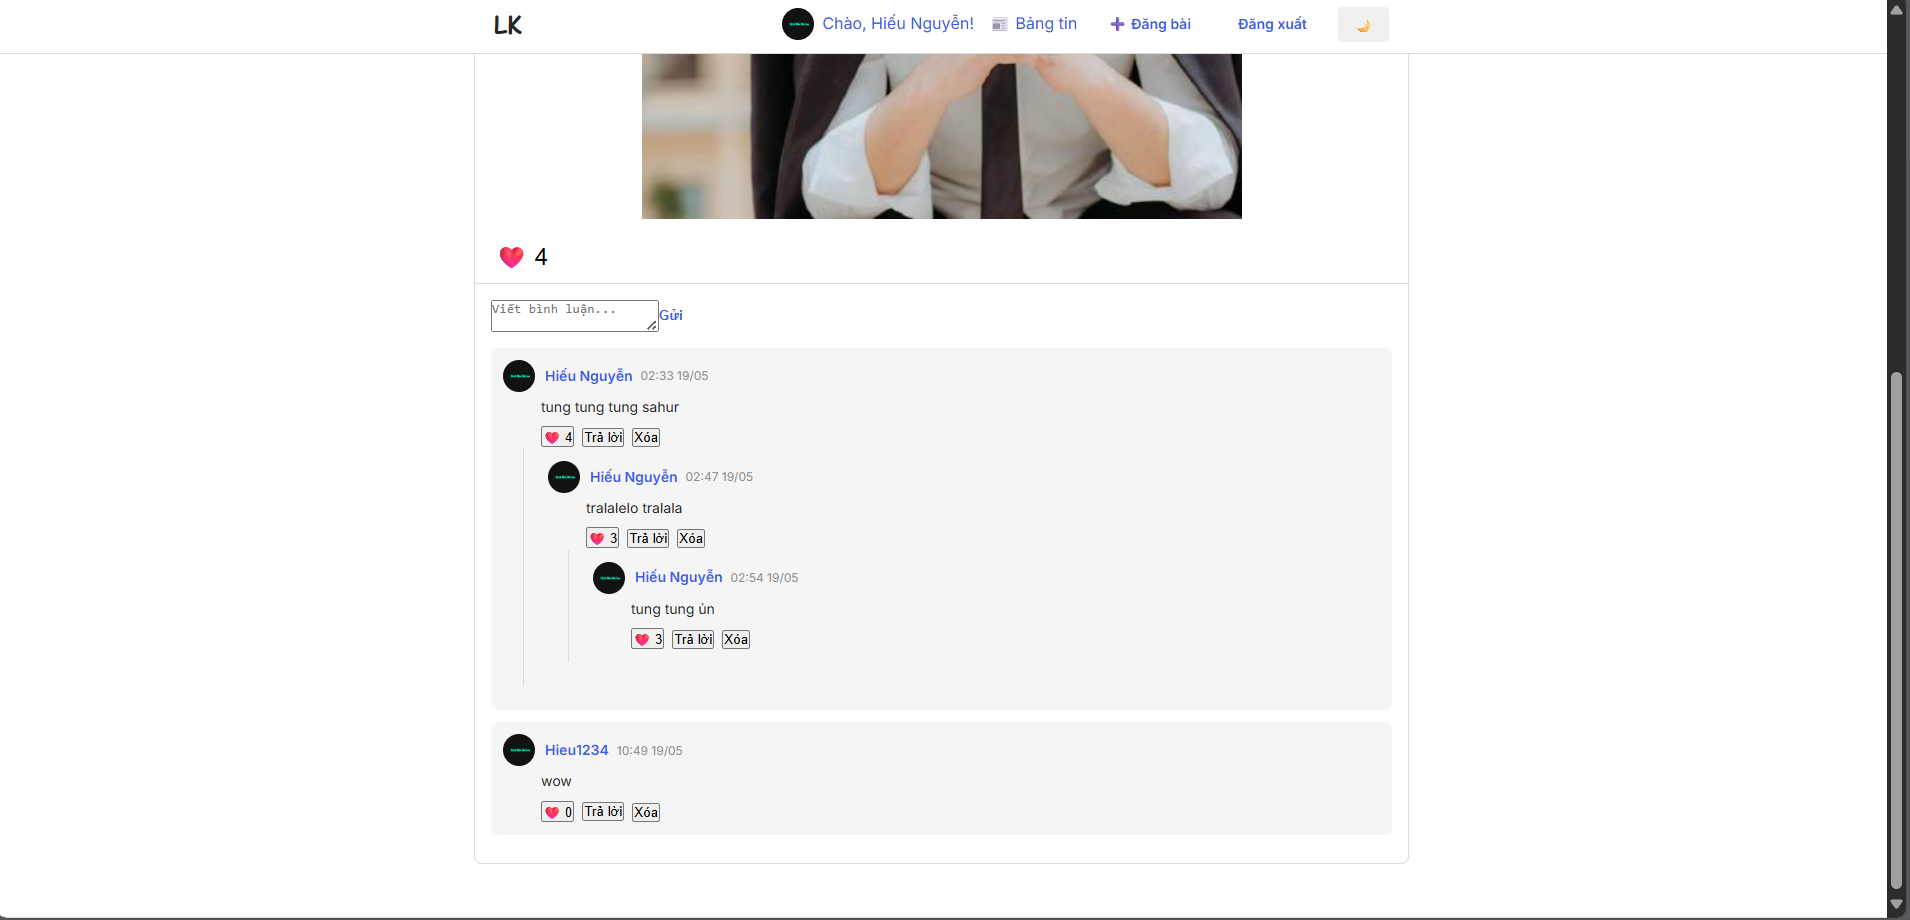 LK
Chào, Hiếu Nguyễn! Bảng tin Đăng bài Đăng xuất
4
Viết bình luận... Gửi
Hiếu Nguyễn 02:33 19/05
tung tung tung sahur
4 Trả lời Xóa
Hiếu Nguyễn 02:47 19/05
tralalelo tralala
3 Trả lời Xóa
Hiếu Nguyễn 02:54 19/05
tung tung ủn
3 Trả lời Xóa
Hieu1234 10:49 19/05
wow
0 Trả lời Xóa